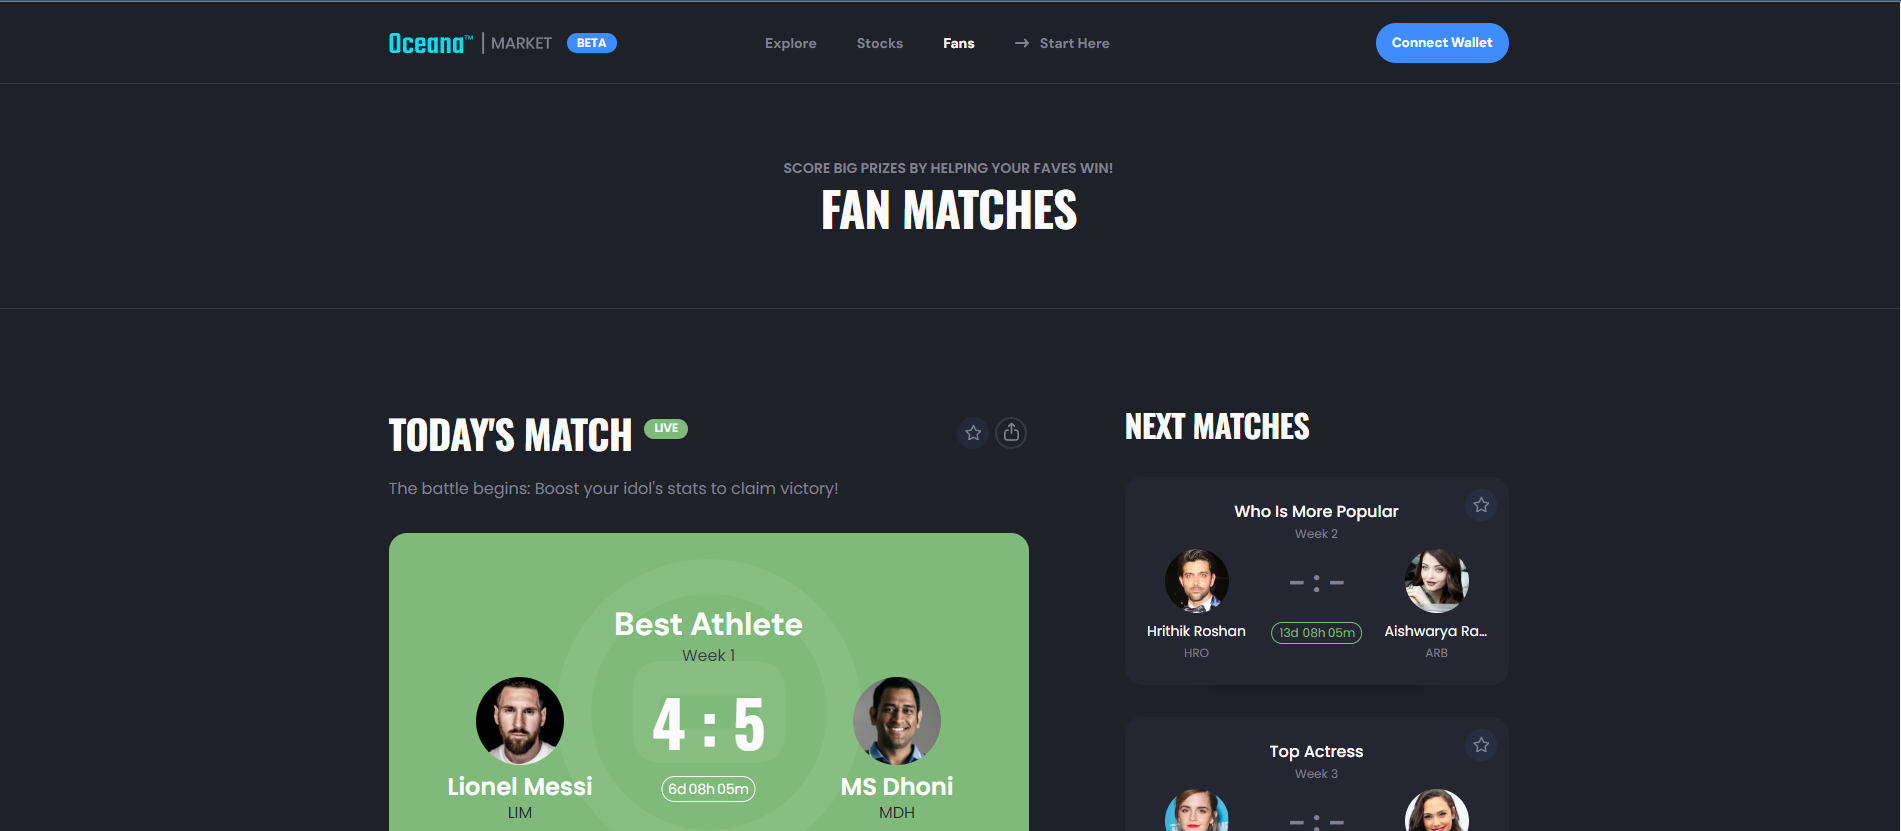 Oceana™ | MARKET BETA
Explore Stocks Fans → Start Here
Connect Wallet
SCORE BIG PRIZES BY HELPING YOUR FAVES WIN!
FAN MATCHES
TODAY'S MATCH LIVE
The battle begins: Boost your idol's stats to claim victory!
Best Athlete
Week 1
4 : 5
Lionel Messi
LIM
6d 08h 05m
MS Dhoni
MDH
NEXT MATCHES
Who Is More Popular
Week 2
- : -
Hrithik Roshan
HRO
13d 08h 05m
Aishwarya Ra...
ARB
Top Actress
Week 3
- : -